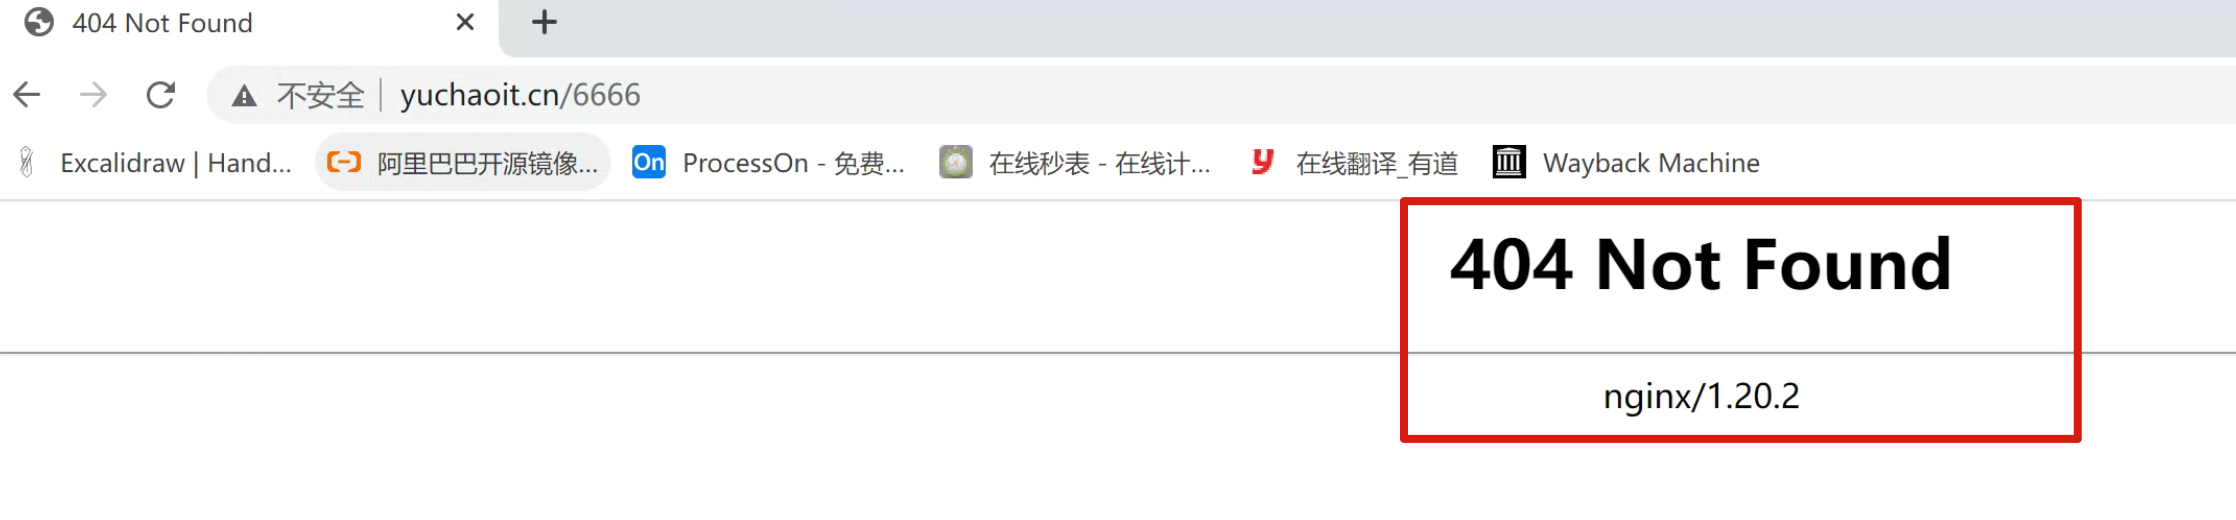 404 Not Found
不安全 yuchaoit.cn/6666
Excalidraw | Hand... 阿里巴巴开源镜像... On ProcessOn - 免费... 在线秒表 - 在线计... y 在线翻译_有道 Wayback Machine
404 Not Found
nginx/1.20.2